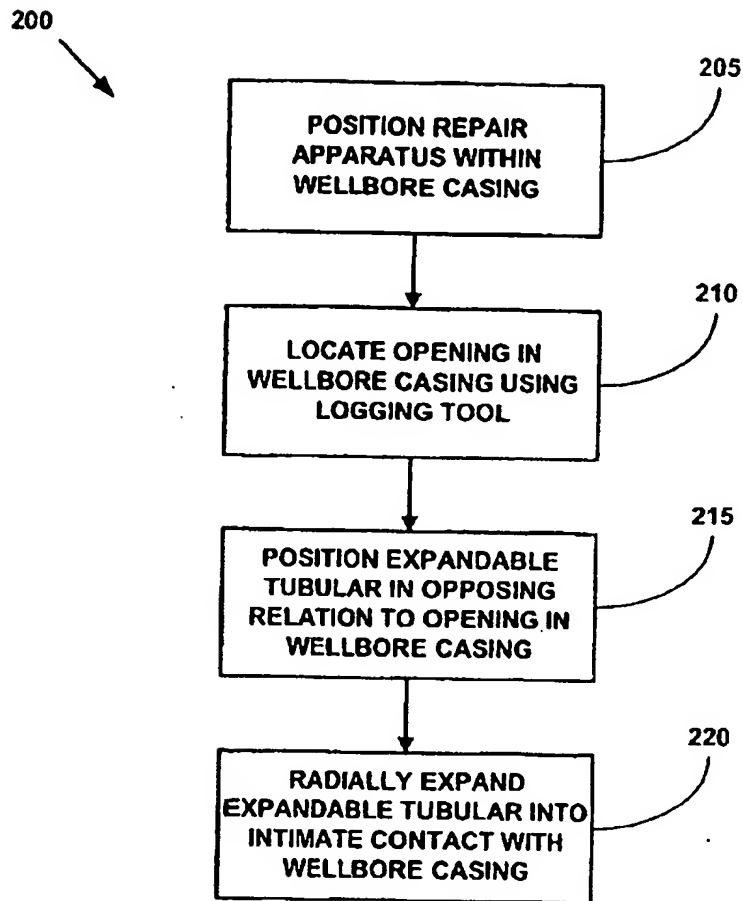 200
205
POSITION REPAIR
APPARATUS WITHIN
WELLBORE CASING
210
LOCATE OPENING IN
WELLBORE CASING USING
LOGGING TOOL
215
POSITION EXPANDABLE
TUBULAR IN OPPOSING
RELATION TO OPENING IN
WELLBORE CASING
220
RADIALLY EXPAND
EXPANDABLE TUBULAR INTO
INTIMATE CONTACT WITH
WELLBORE CASING